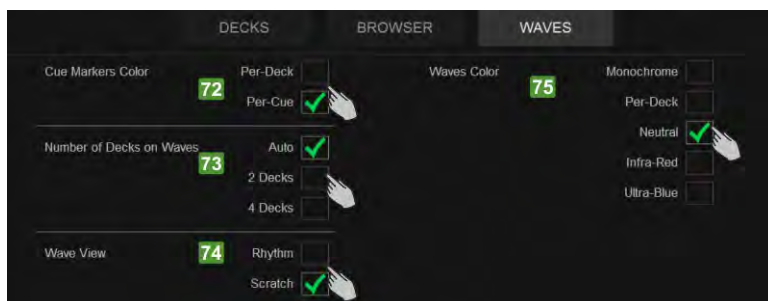 DECKS BROWSER WAVES
Cue Markers Color
72
Per-Deck
Per-Cue
Number of Decks on Waves
73
Auto
2 Decks
4 Decks
Wave View
74
Rhythm
Scratch
Waves Color
75
Monochrome
Per-Deck
Neutral
Infra-Red
Ultra-Blue